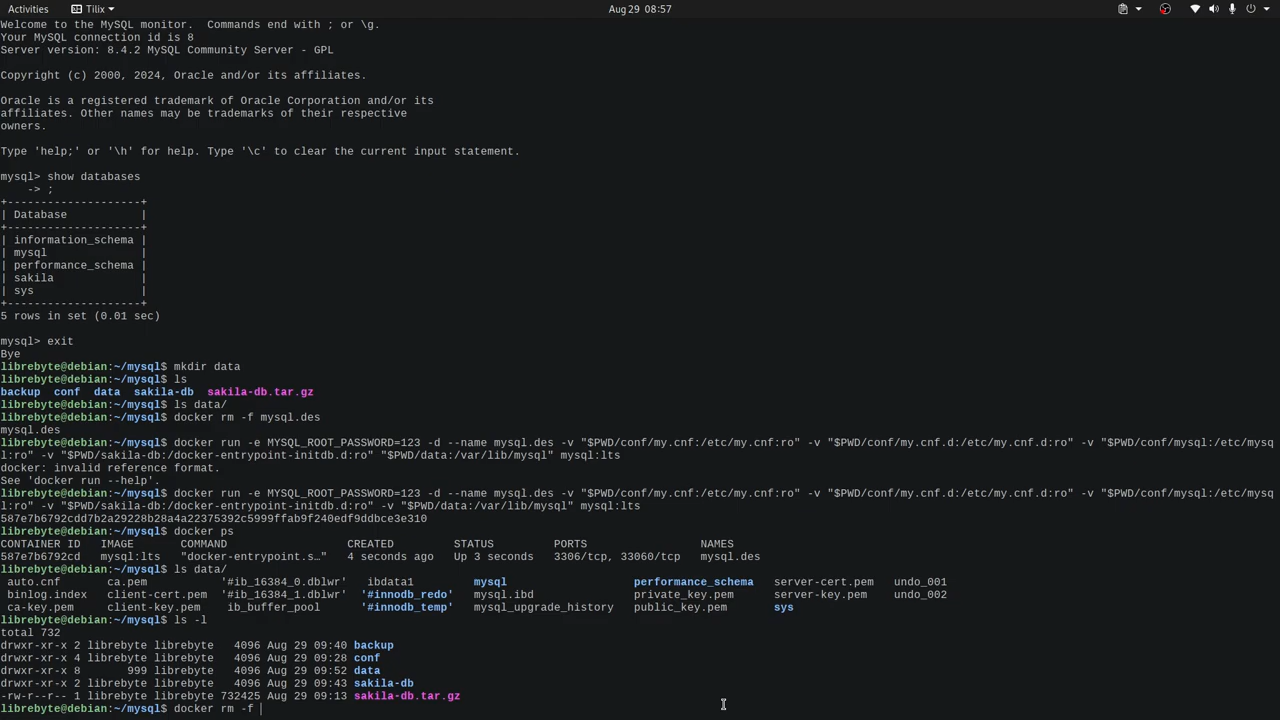 Activities Tilix Aug 29 08:57
Welcome to the MySQL monitor.  Commands end with ; or \g.
Your MySQL connection id is 8
Server version: 8.4.2 MySQL Community Server - GPL
Copyright (c) 2000, 2024, Oracle and/or its affiliates.
Oracle is a registered trademark of Oracle Corporation and/or its
affiliates. Other names may be trademarks of their respective
owners.
Type 'help;' or '\h' for help. Type '\c' to clear the current input statement.
mysql> show databases
    -> ;
+--------------------+
| Database           |
+--------------------+
| information_schema |
| mysql              |
| performance_schema |
| sakila             |
| sys                |
+--------------------+
5 rows in set (0.01 sec)
mysql> exit
Bye
librebyte@debian:~/mysql$ mkdir data
librebyte@debian:~/mysql$ ls
backup  conf  data  sakila-db  sakila-db.tar.gz
librebyte@debian:~/mysql$ ls data/
librebyte@debian:~/mysql$ docker rm -f mysql.des
mysql.des
librebyte@debian:~/mysql$ docker run -e MYSQL_ROOT_PASSWORD=123 -d --name mysql.des -v "$PWD/conf/my.cnf:/etc/my.cnf:ro" -v "$PWD/conf/my.cnf.d:/etc/my.cnf.d:ro" -v "$PWD/conf/mysql:/etc/mysq
l:ro" -v "$PWD/sakila-db:/docker-entrypoint-initdb.d:ro" "$PWD/data:/var/lib/mysql" mysql:lts
docker: invalid reference format.
See 'docker run --help'.
librebyte@debian:~/mysql$ docker run -e MYSQL_ROOT_PASSWORD=123 -d --name mysql.des -v "$PWD/conf/my.cnf:/etc/my.cnf:ro" -v "$PWD/conf/my.cnf.d:/etc/my.cnf.d:ro" -v "$PWD/conf/mysql:/etc/mysq
l:ro" -v "$PWD/sakila-db:/docker-entrypoint-initdb.d:ro" -v "$PWD/data:/var/lib/mysql" mysql:lts
587e7b6792cdd7b2a29228b28a4a22375392c5999ffab9f240edf9ddbce3e310
librebyte@debian:~/mysql$ docker ps
CONTAINER ID   IMAGE       COMMAND                  CREATED         STATUS         PORTS                 NAMES
587e7b6792cd   mysql:lts   "docker-entrypoint.s…"   4 seconds ago   Up 3 seconds   3306/tcp, 33060/tcp   mysql.des
librebyte@debian:~/mysql$ ls data/
 auto.cnf       ca.pem           '#ib_16384_0.dblwr'   ibdata1         mysql                   performance_schema   server-cert.pem   undo_001
 binlog.index   client-cert.pem  '#ib_16384_1.dblwr'  '#innodb_redo'   mysql.ibd               private_key.pem      server-key.pem    undo_002
 ca-key.pem     client-key.pem    ib_buffer_pool      '#innodb_temp'   mysql_upgrade_history   public_key.pem       sys
librebyte@debian:~/mysql$ ls -l
total 732
drwxr-xr-x 2 librebyte librebyte   4096 Aug 29 09:40 backup
drwxr-xr-x 4 librebyte librebyte   4096 Aug 29 09:28 conf
drwxr-xr-x 8       999 librebyte   4096 Aug 29 09:52 data
drwxr-xr-x 2 librebyte librebyte   4096 Aug 29 09:43 sakila-db
-rw-r--r-- 1 librebyte librebyte 732425 Aug 29 09:13 sakila-db.tar.gz
librebyte@debian:~/mysql$ docker rm -f